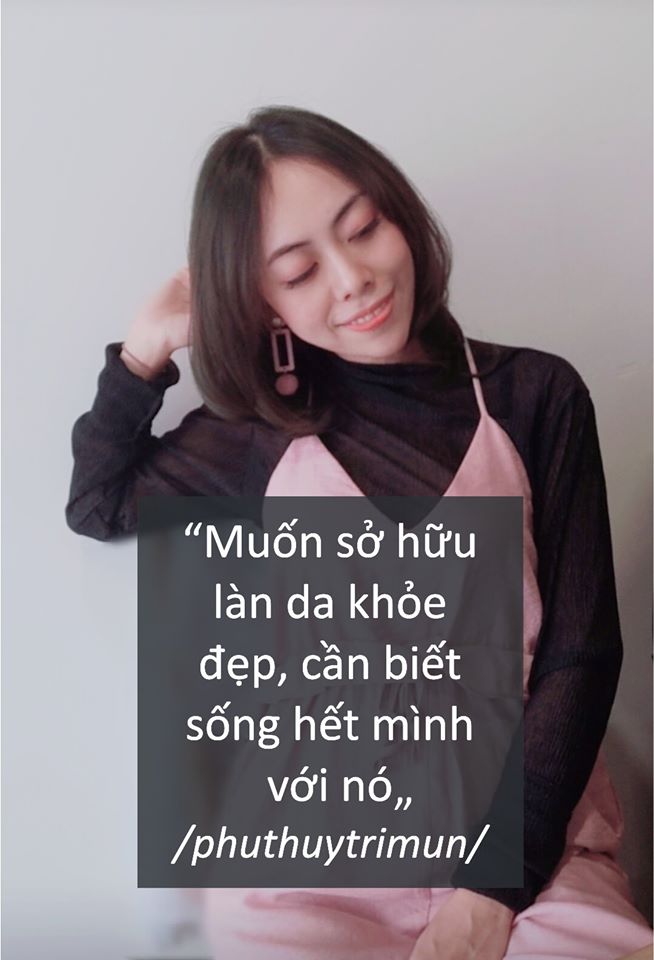 “Muốn sở hữu
làn da khỏe
đẹp, cần biết
sống hết mình
với nó„
/phuthuytrimun/